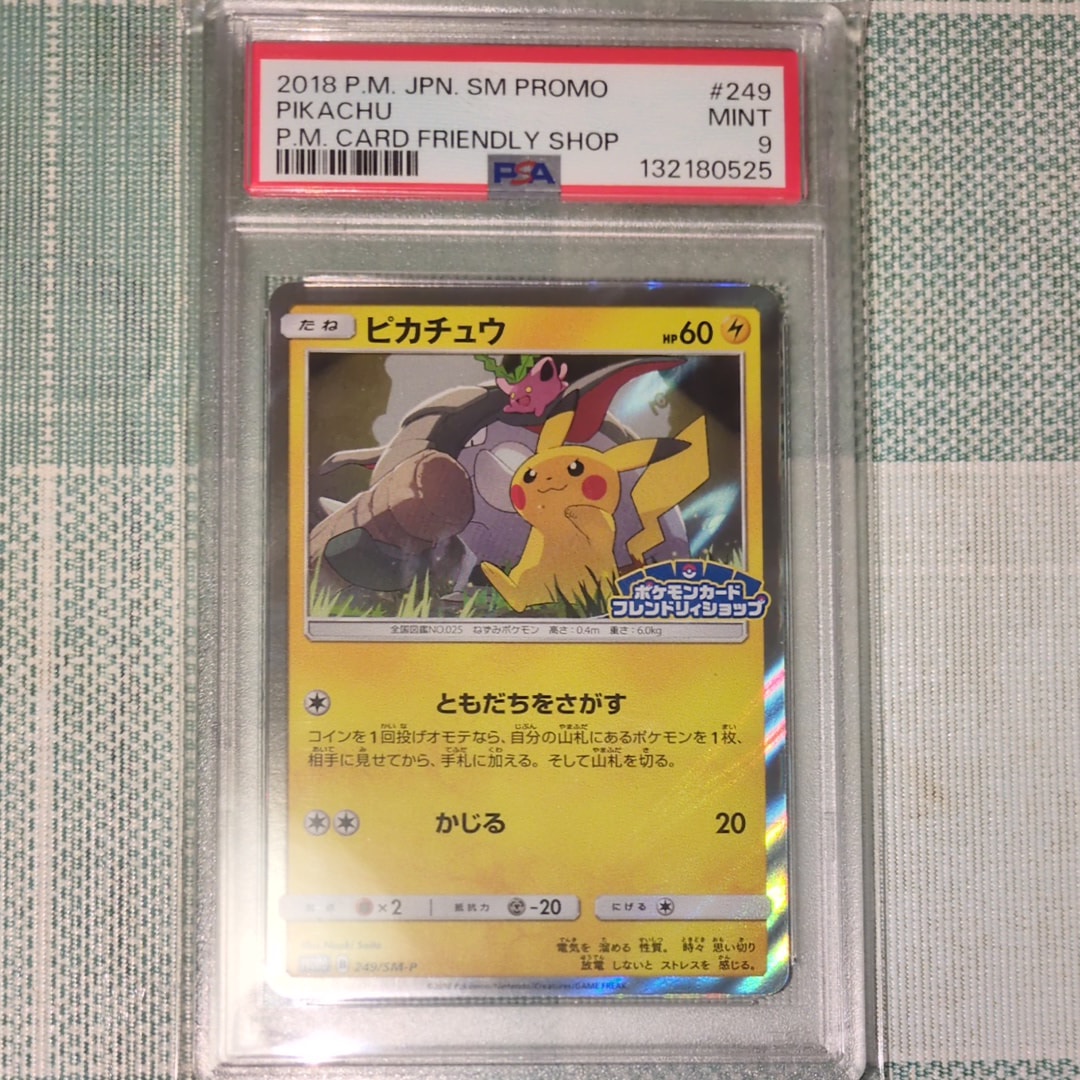 2018 P.M. JPN. SM PROMO #249
PIKACHU MINT
P.M. CARD FRIENDLY SHOP 9
PSA 132180525
たね ピカチュウ HP60
ポケモンカード
フレンドリィショップ
全国図鑑NO.025 ねずみポケモン 高さ:0.4m 重さ:6.0kg
ともだちをさがす
コインを1回投げオモテなら、自分の山札にあるポケモンを1枚、
相手に見せてから、手札に加える。そして山札を切る。
かじる 20
×2 抵抗力 -20 にげる
電気を 溜める 性質。 時々 思い切り
放電 しないと ストレスを 感じる。
249/SM-P